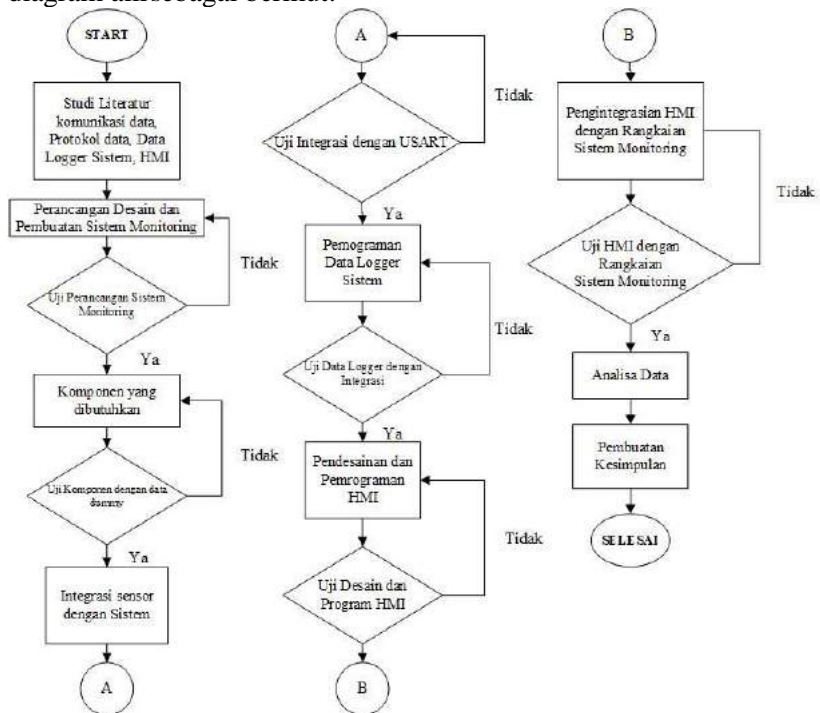 START
Studi Literatur
komunikasi data,
Protokol data, Data
Logger Sistem, HMI
Perancangan Desain dan
Pembuatan Sistem Monitoring
Tidak
Uji Perancangan Sistem
Monitoring
Ya
Komponen yang
dibutuhkan
Tidak
Uji Komponen dengan data
dummy
Ya
Integrasi sensor
dengan Sistem
A
A
Tidak
Uji Integrasi dengan USART
Ya
Pemograman
Data Logger
Sistem
Tidak
Uji Data Logger dengan
Integrasi
Ya
Pendesainan dan
Pemrograman
HMI
Tidak
Uji Desain dan
Program HMI
B
B
Pengintegrasian HMI
dengan Rangkaian
Sistem Monitoring
Tidak
Uji HMI dengan
Rangkaian
Sistem Monitoring
Ya
Analisa Data
Pembuatan
Kesimpulan
SELESAI